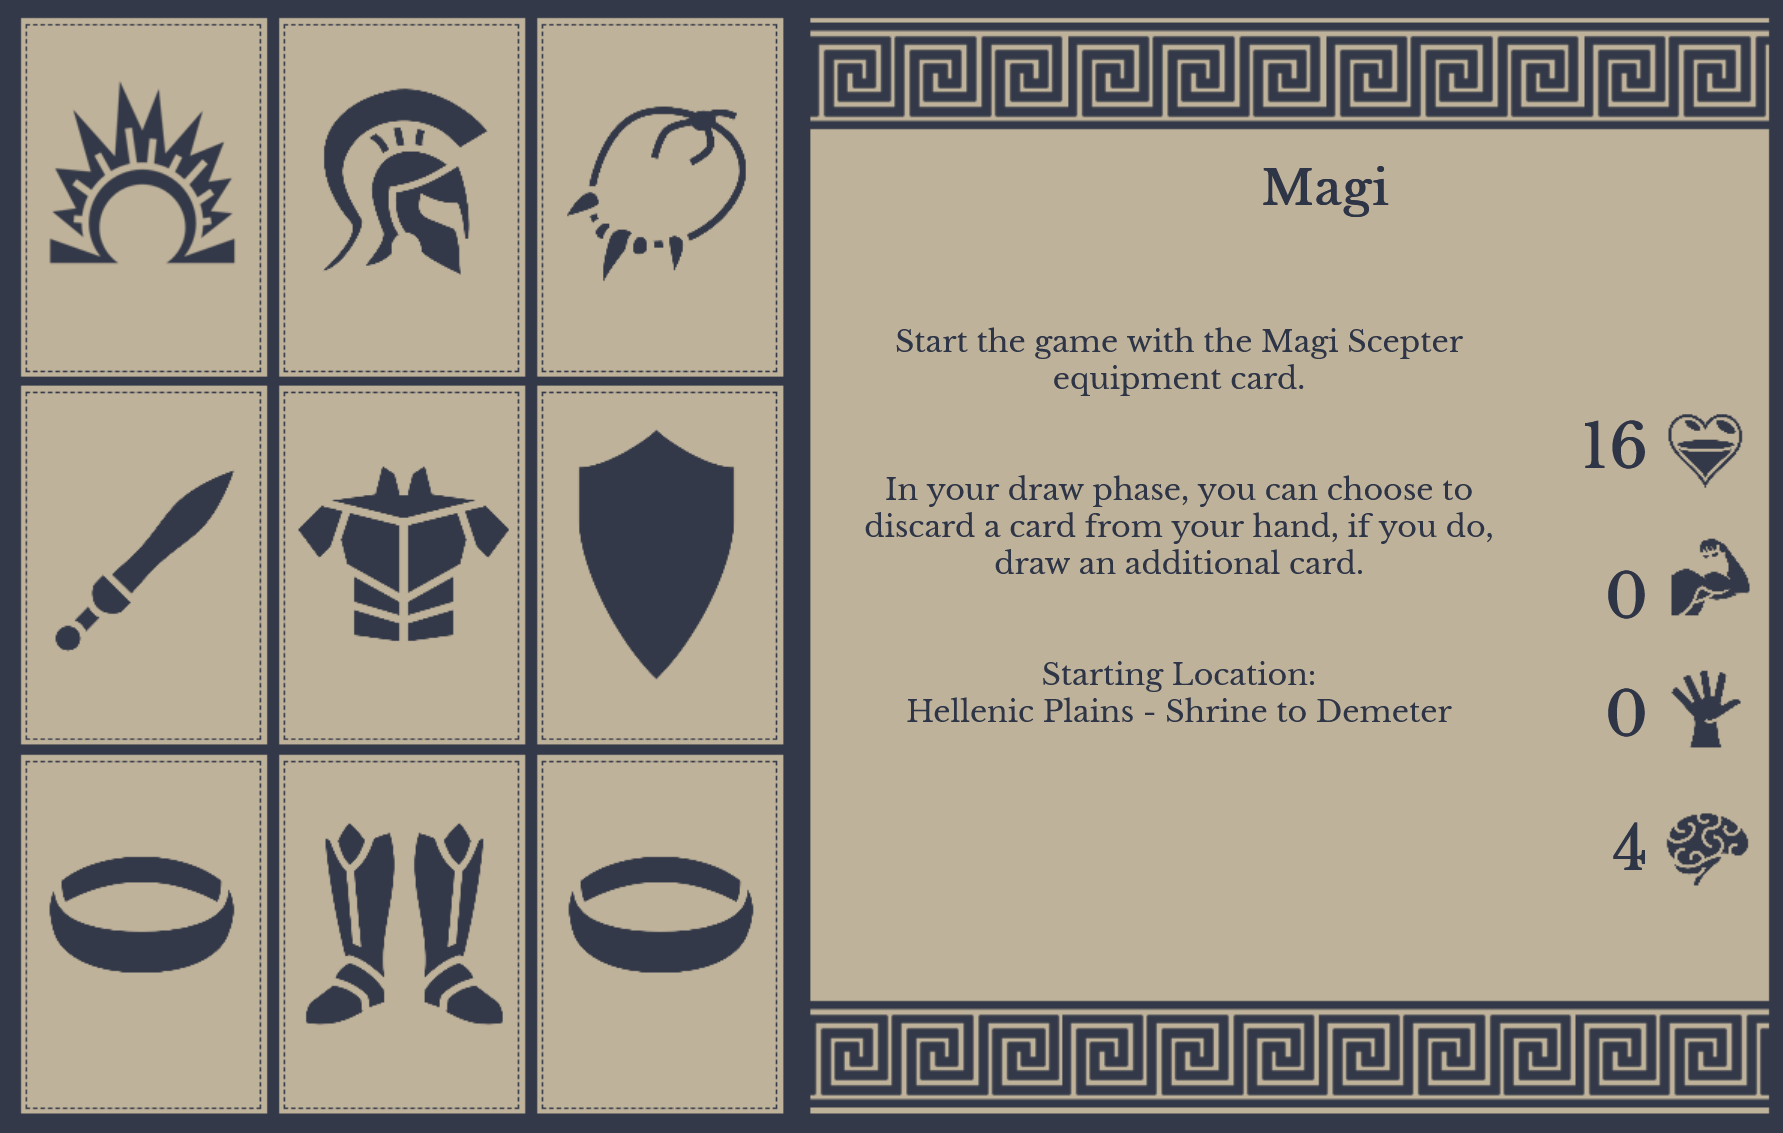 Magi
Start the game with the Magi Scepter
equipment card.
16
In your draw phase, you can choose to
discard a card from your hand, if you do,
draw an additional card.
0
Starting Location:
Hellenic Plains - Shrine to Demeter
0
4